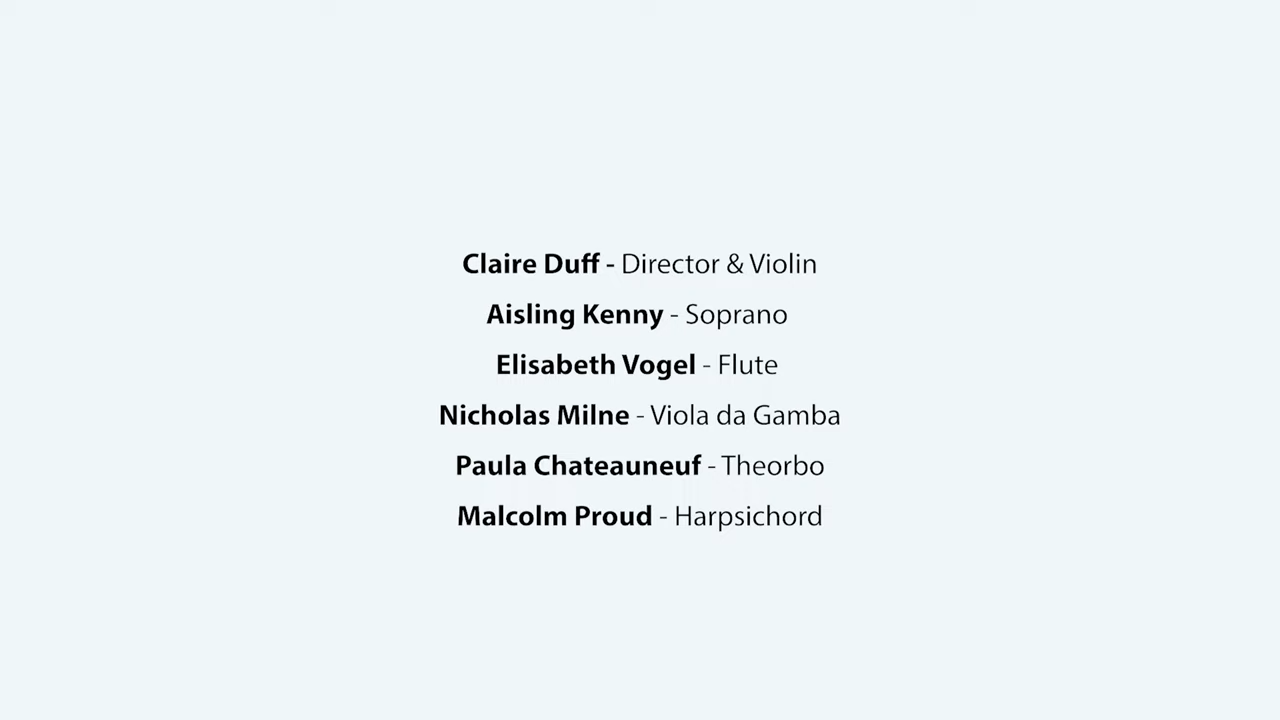 Claire Duff - Director & Violin
Aisling Kenny - Soprano
Elisabeth Vogel - Flute
Nicholas Milne - Viola da Gamba
Paula Chateauneuf - Theorbo
Malcolm Proud - Harpsichord